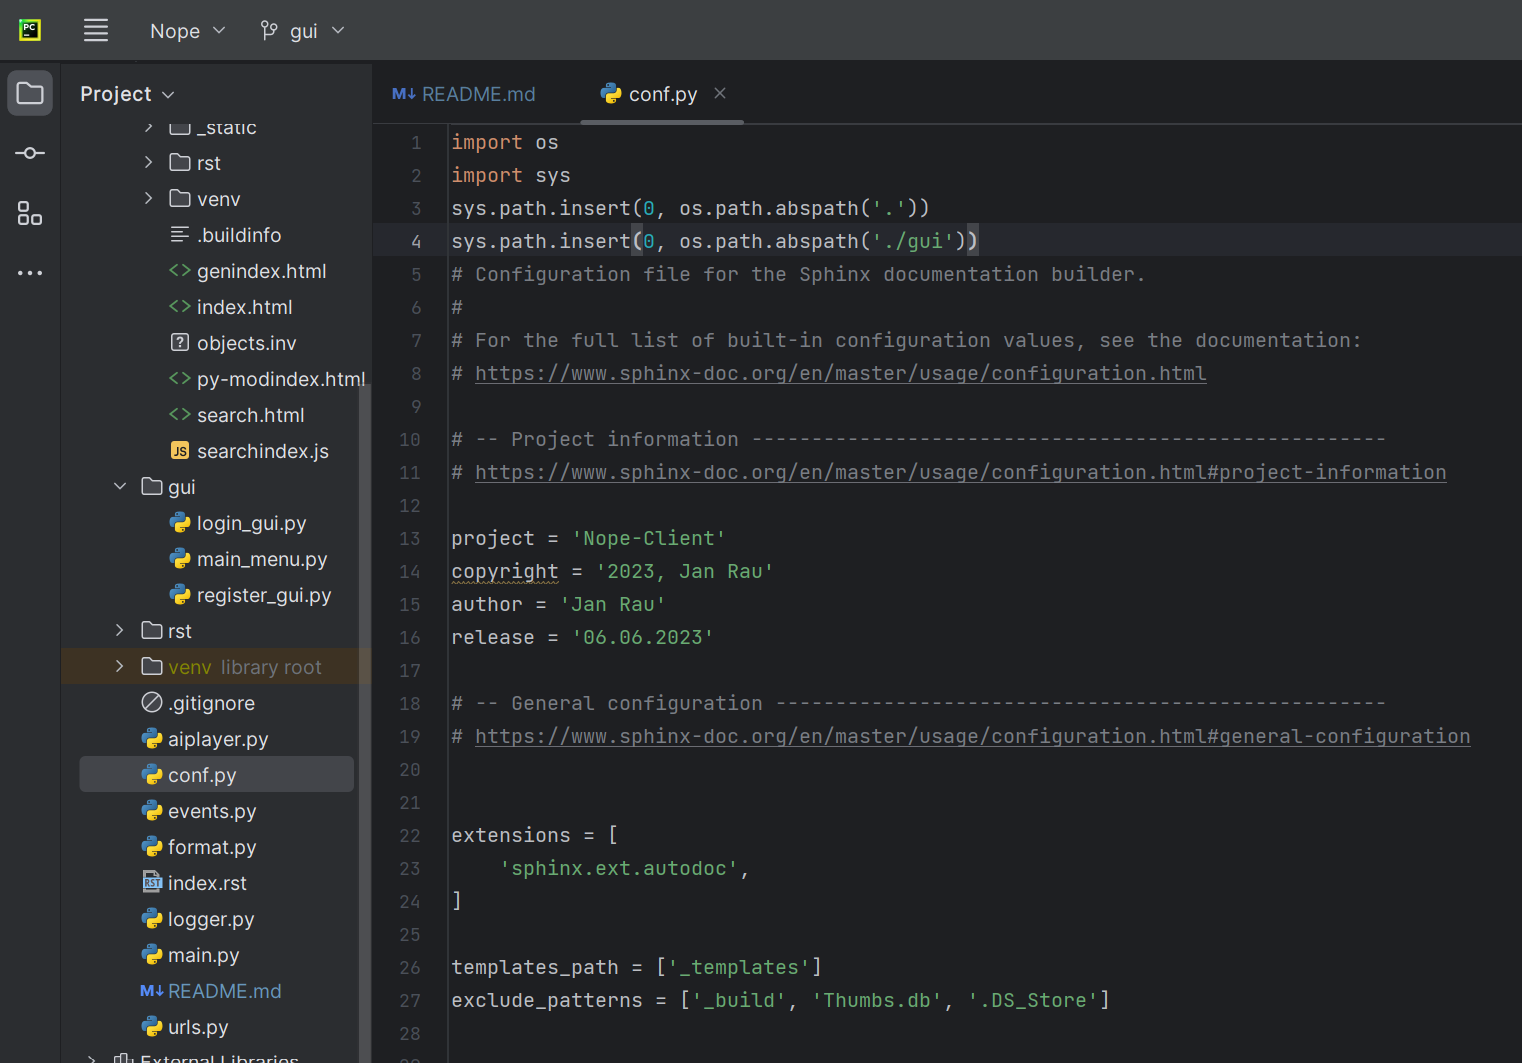 PC
Nope
gui
Project
_static
rst
venv
.buildinfo
genindex.html
index.html
? objects.inv
py-modindex.html
search.html
JS searchindex.js
gui
login_gui.py
main_menu.py
register_gui.py
rst
venv library root
.gitignore
aiplayer.py
conf.py
events.py
format.py
RST index.rst
logger.py
main.py
M↓ README.md
urls.py
External Libraries
M↓ README.md
conf.py
1 import os
2 import sys
3 sys.path.insert(0, os.path.abspath('.'))
4 sys.path.insert(0, os.path.abspath('./gui'))
5 # Configuration file for the Sphinx documentation builder.
6 #
7 # For the full list of built-in configuration values, see the documentation:
8 # https://www.sphinx-doc.org/en/master/usage/configuration.html
9
10 # -- Project information -----------------------------------------------------
11 # https://www.sphinx-doc.org/en/master/usage/configuration.html#project-information
12
13 project = 'Nope-Client'
14 copyright = '2023, Jan Rau'
15 author = 'Jan Rau'
16 release = '06.06.2023'
17
18 # -- General configuration ---------------------------------------------------
19 # https://www.sphinx-doc.org/en/master/usage/configuration.html#general-configuration
20
21
22 extensions = [
23     'sphinx.ext.autodoc',
24 ]
25
26 templates_path = ['_templates']
27 exclude_patterns = ['_build', 'Thumbs.db', '.DS_Store']
28